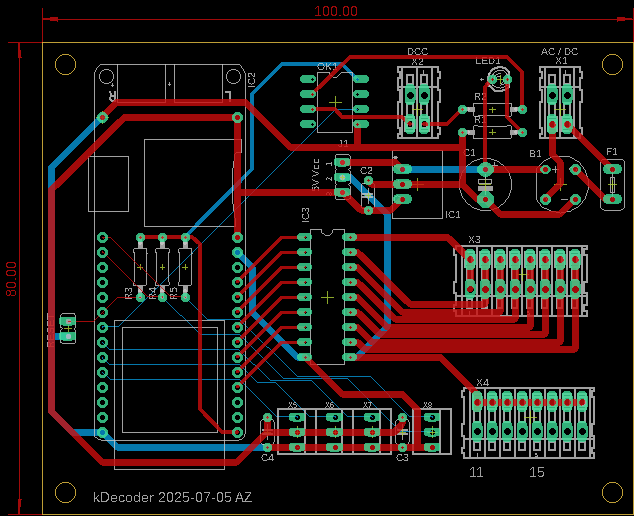 100.00
80.00
DCC
X2
AC / DC
X1
LED1
OK1
IC2
R
L
J1
5V Vcc
C2
C1
B1
F1
IC1
IC3
X3
R3
R4
R5
X4
X5
X6
X7
X8
C4
C3
11
15
kDecoder 2025-07-05 AZ